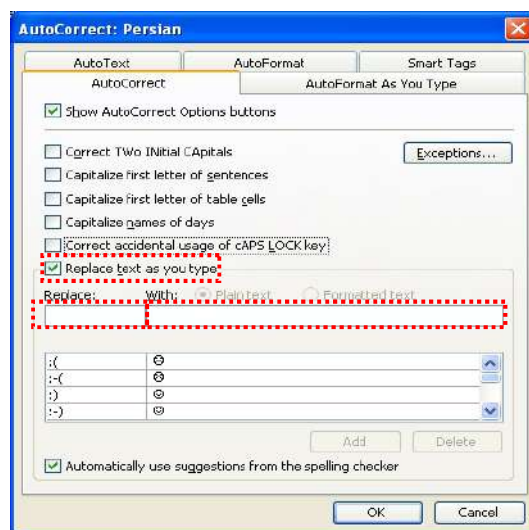 AutoCorrect: Persian
AutoText AutoFormat Smart Tags
AutoCorrect AutoFormat As You Type
Show AutoCorrect Options buttons
Correct TWo INitial CApitals Exceptions...
Capitalize first letter of sentences
Capitalize first letter of table cells
Capitalize names of days
Correct accidental usage of cAPS LOCK key
Replace text as you type
Replace: With: Plain text Formatted text
:( ☹
:-( ☹
:) ☺
:-) ☺
Add Delete
Automatically use suggestions from the spelling checker
OK Cancel